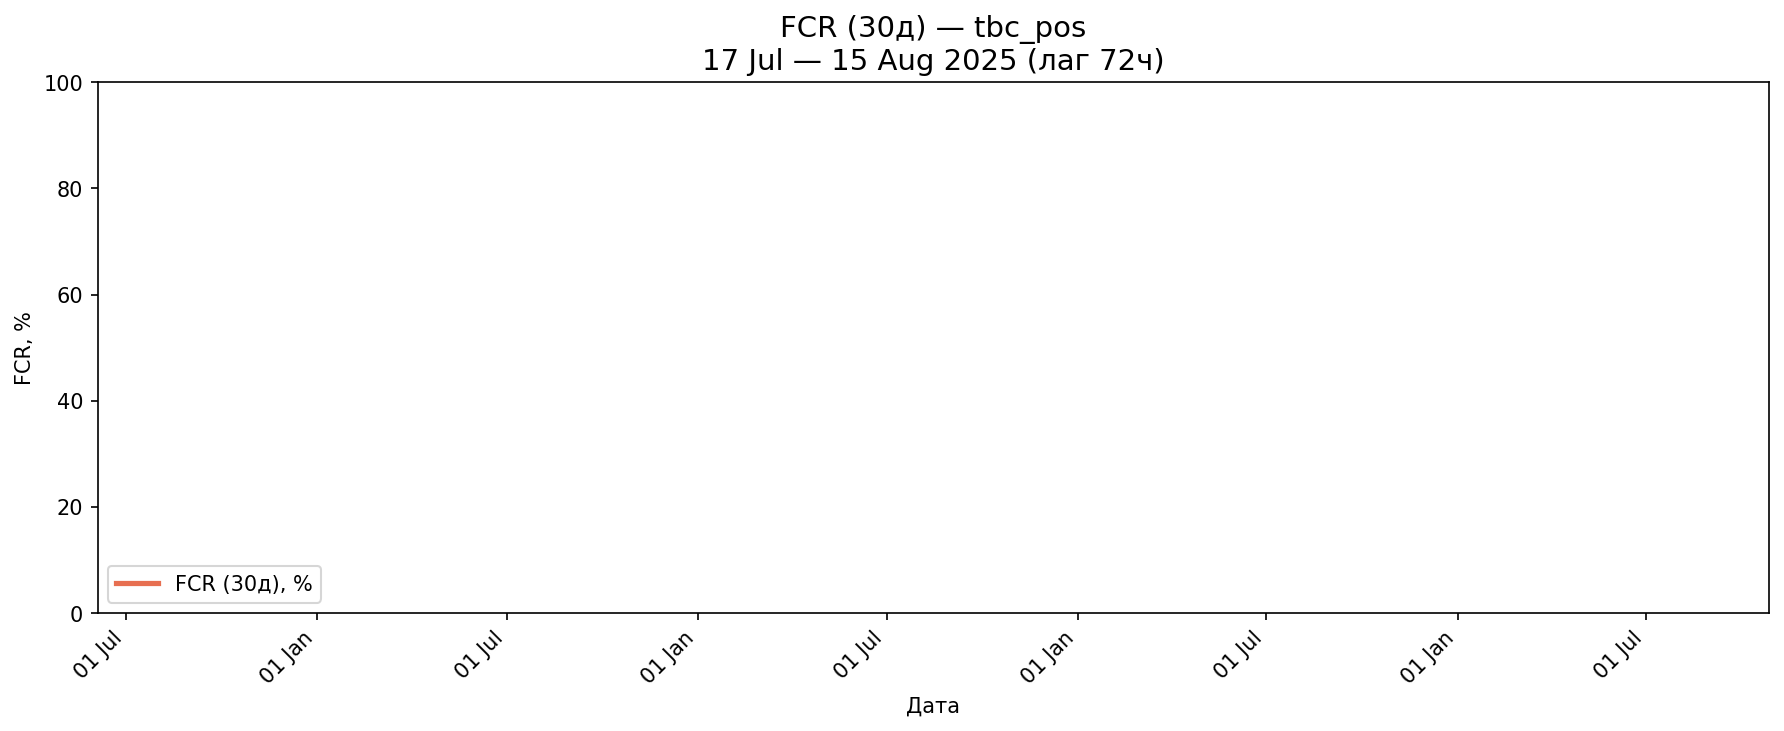 FCR (30д) — tbc_pos
17 Jul — 15 Aug 2025 (лаг 72ч)
100
80
60
40
20
0
FCR, %
FCR (30д), %
01 Jul
01 Jan
01 Jul
01 Jan
01 Jul
01 Jan
01 Jul
01 Jan
01 Jul
Дата